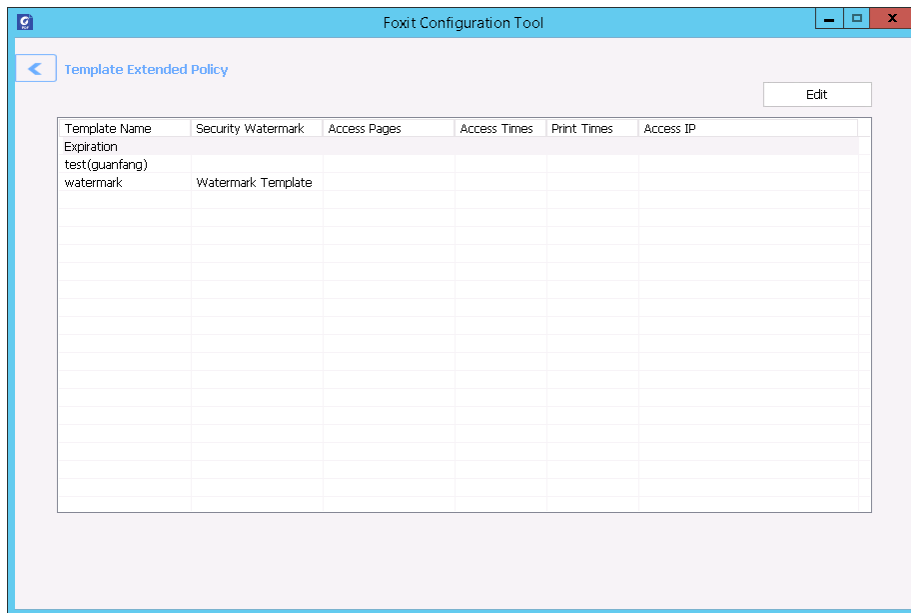 Foxit Configuration Tool
Template Extended Policy
Edit
Template Name Security Watermark Access Pages Access Times Print Times Access IP
Expiration
test(guanfang)
watermark Watermark Template